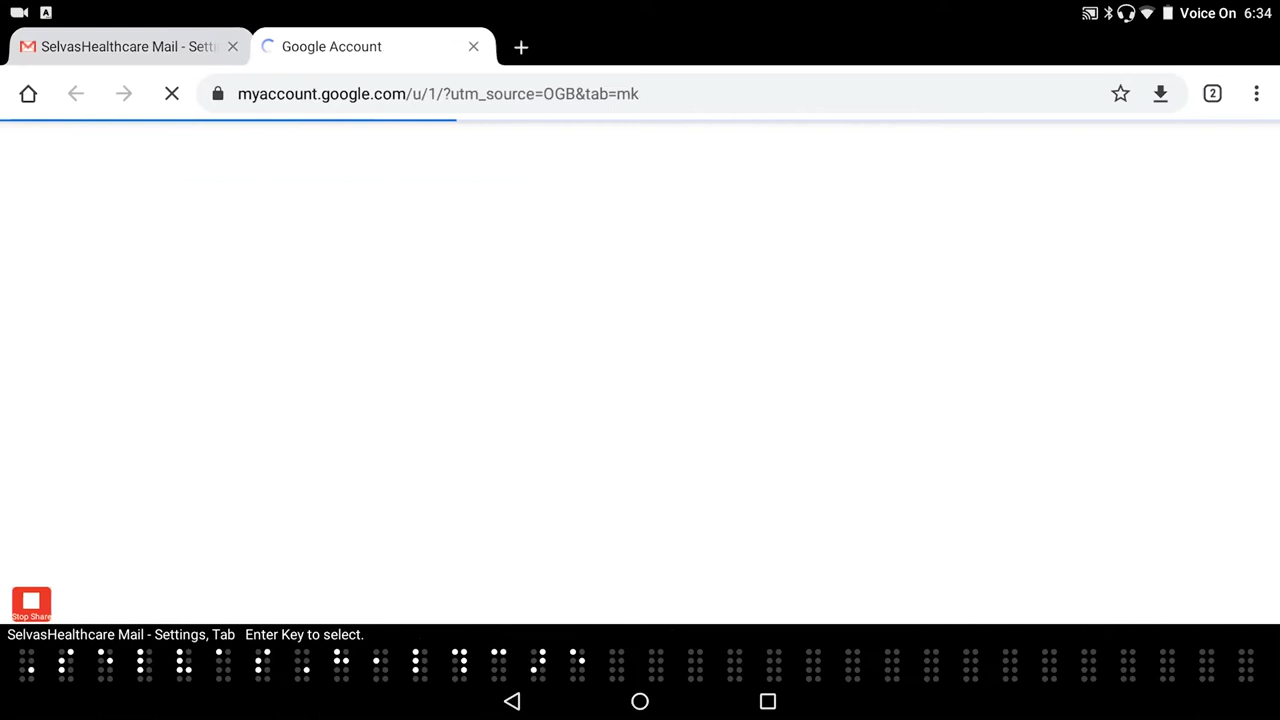 A
Voice On 6:34
SelvasHealthcare Mail - Setti
Google Account
myaccount.google.com/u/1/?utm_source=OGB&tab=mk
2
Stop Share
SelvasHealthcare Mail - Settings, Tab Enter Key to select.